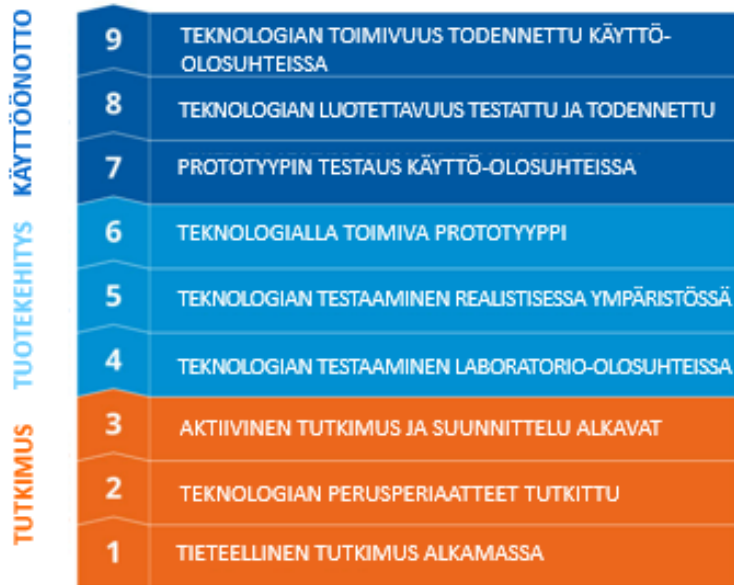 KÄYTTÖÖNOTTO
9 TEKNOLOGIAN TOIMIVUUS TODENNETTU KÄYTTÖ-
OLOSUHTEISSA
8 TEKNOLOGIAN LUOTETTAVUUS TESTATTU JA TODENNETTU
7 PROTOTYYPIN TESTAUS KÄYTTÖ-OLOSUHTEISSA
TUOTEKEHITYS
6 TEKNOLOGIALLA TOIMIVA PROTOTYYPPI
5 TEKNOLOGIAN TESTAAMINEN REALISTISESSA YMPÄRISTÖSSÄ
4 TEKNOLOGIAN TESTAAMINEN LABORATORIO-OLOSUHTEISSA
TUTKIMUS
3 AKTIIVINEN TUTKIMUS JA SUUNNITTELU ALKAVAT
2 TEKNOLOGIAN PERUSPERIAATTEET TUTKITTU
1 TIETEELLINEN TUTKIMUS ALKAMASSA